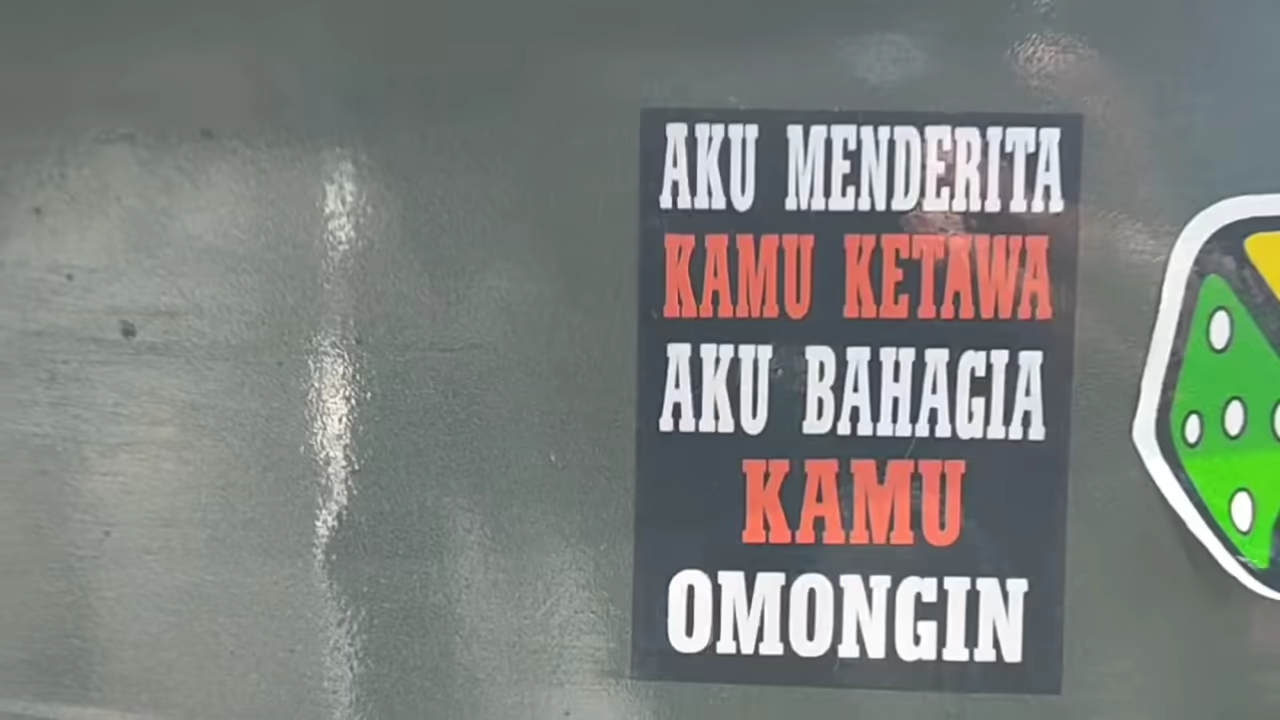 AKU MENDERITA
KAMU KETAWA
AKU BAHAGIA
KAMU
OMONGIN